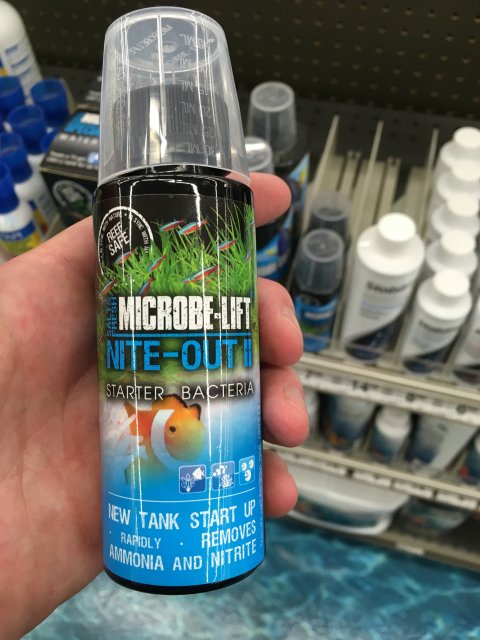 REEF
SAFE
SALT & FRESH
MICROBE-LIFT
NITE-OUT II
STARTER BACTERIA
NEW TANK START UP
RAPIDLY REMOVES
AMMONIA AND NITRITE